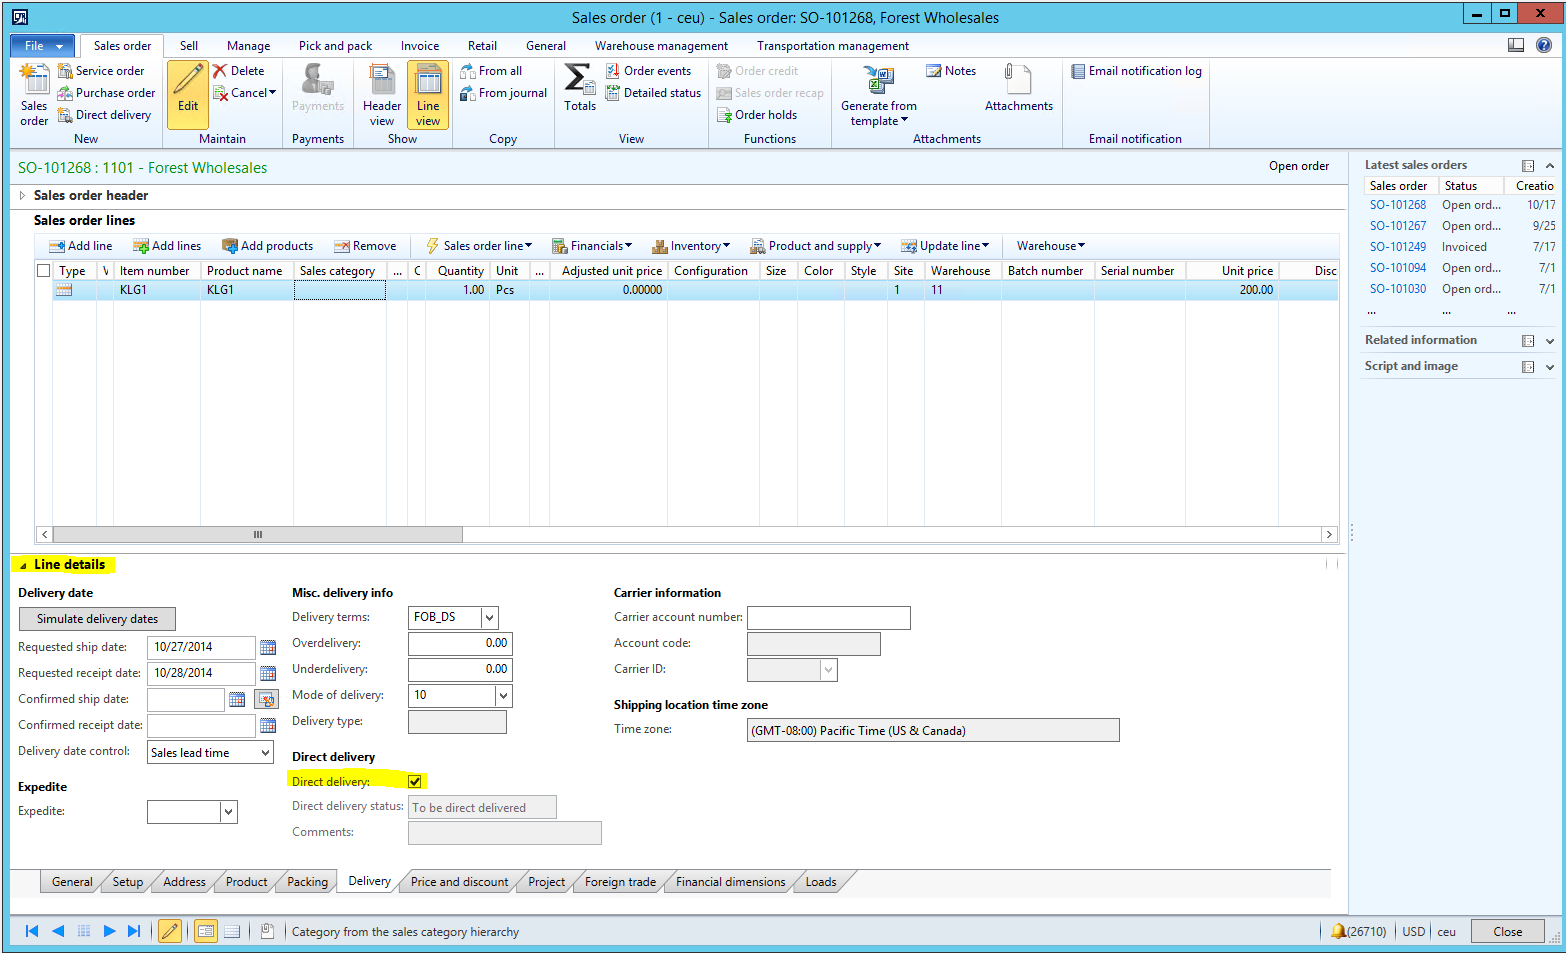 Sales order (1 - ceu) - Sales order: SO-101268, Forest Wholesales
File Sales order Sell Manage Pick and pack Invoice Retail General Warehouse management Transportation management
Sales order
Service order
Purchase order
Direct delivery
New
Edit
Delete
Cancel
Maintain
Payments
Payments
Header view
Line view
Show
From all
From journal
Copy
Totals
Order events
Detailed status
View
Order credit
Sales order recap
Order holds
Functions
Generate from template
Notes
Attachments
Attachments
Email notification log
Email notification
SO-101268 : 1101 - Forest Wholesales
Open order
Sales order header
Sales order lines
Add line Add lines Add products Remove Sales order line Financials Inventory Product and supply Update line Warehouse
Type V Item number Product name Sales category ... C Quantity Unit ... Adjusted unit price Configuration Size Color Style Site Warehouse Batch number Serial number Unit price Disc
KLG1 KLG1 1.00 Pcs 0.00000 1 11 200.00
Line details
Delivery date
Simulate delivery dates
Requested ship date: 10/27/2014
Requested receipt date: 10/28/2014
Confirmed ship date:
Confirmed receipt date:
Delivery date control: Sales lead time
Expedite
Expedite:
Misc. delivery info
Delivery terms: FOB_DS
Overdelivery: 0.00
Underdelivery: 0.00
Mode of delivery: 10
Delivery type:
Direct delivery
Direct delivery:
Direct delivery status: To be direct delivered
Comments:
Carrier information
Carrier account number:
Account code:
Carrier ID:
Shipping location time zone
Time zone: (GMT-08:00) Pacific Time (US & Canada)
General Setup Address Product Packing Delivery Price and discount Project Foreign trade Financial dimensions Loads
Latest sales orders
Sales order Status Creatio
SO-101268 Open ord... 10/17
SO-101267 Open ord... 9/25
SO-101249 Invoiced 7/17
SO-101094 Open ord... 7/1
SO-101030 Open ord... 7/1
... ... ...
Related information
Script and image
Category from the sales category hierarchy
(26710) USD ceu Close